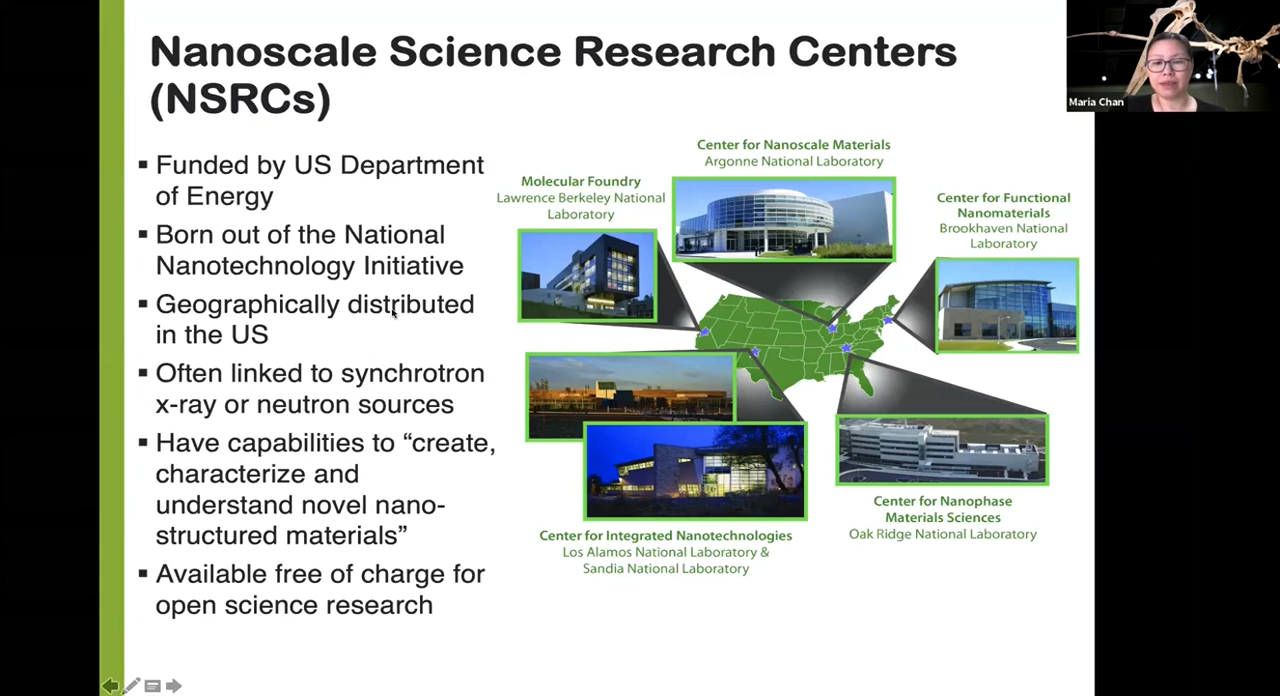 Nanoscale Science Research Centers
(NSRCs)
Maria Chan
▪ Funded by US Department
of Energy
▪ Born out of the National
Nanotechnology Initiative
▪ Geographically distributed
in the US
▪ Often linked to synchrotron
x-ray or neutron sources
▪ Have capabilities to “create,
characterize and
understand novel nano-
structured materials”
▪ Available free of charge for
open science research
Center for Nanoscale Materials
Argonne National Laboratory
Molecular Foundry
Lawrence Berkeley National
Laboratory
Center for Functional
Nanomaterials
Brookhaven National
Laboratory
Center for Integrated Nanotechnologies
Los Alamos National Laboratory &
Sandia National Laboratory
Center for Nanophase
Materials Sciences
Oak Ridge National Laboratory